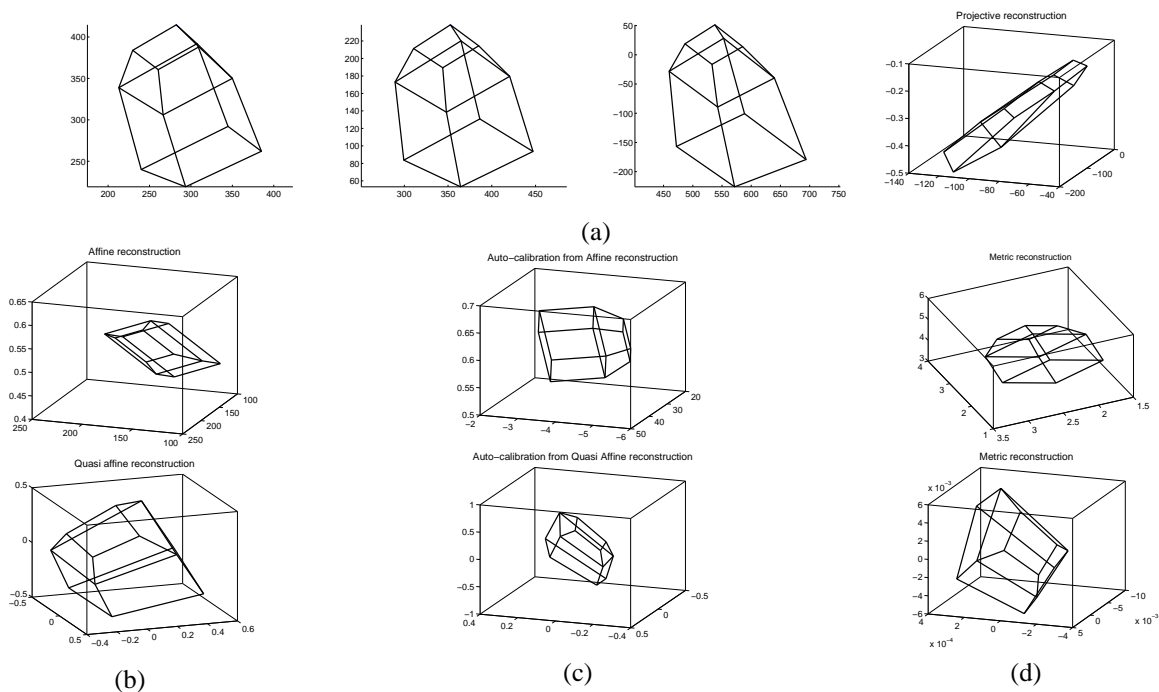 Projective reconstruction
400
350
300
250
200 250 300 350 400
220
200
180
160
140
120
100
80
60
300 350 400 450
50
0
−50
−100
−150
−200
450 500 550 600 650 700 750
−0.1
−0.2
−0.3
−0.4
−0.5
−140 −120 −100 −80 −60 −40
−200 −100 0
(a)
Affine reconstruction
0.65
0.6
0.55
0.5
0.45
0.4
250 200 150 100
250 200 150 100
Auto−calibration from Affine reconstruction
0.7
0.65
0.6
0.55
0.5
−2 −3 −4 −5 −6
50 40 30 20
Metric reconstruction
6
5
4
3
4 3 2 1
3.5 3 2.5 2 1.5
Quasi affine reconstruction
0.5
0
−0.5
−0.5 0 0.5
−0.4 −0.2 0 0.2 0.4 0.6
Auto−calibration from Quasi Affine reconstruction
1
0.5
0
−0.5
−1
0.4 0.2 0 −0.2 −0.4
0.5 0 −0.5
Metric reconstruction
x 10⁻³
6
4
2
0
−2
−4
−6
4 2 0 −2 −4
x 10⁻⁴
5 0 −5 −10
x 10⁻³
(b)
(c)
(d)